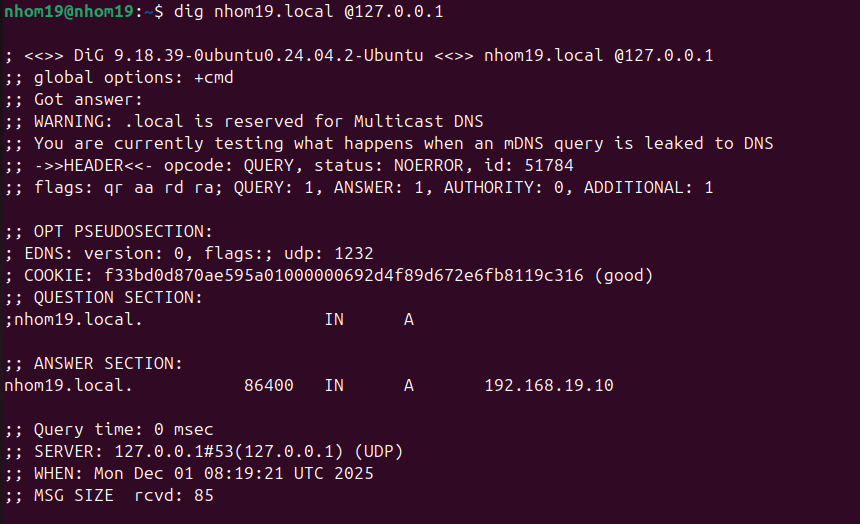 nhom19@nhom19:~$ dig nhom19.local @127.0.0.1
; <<>> DiG 9.18.39-0ubuntu0.24.04.2-Ubuntu <<>> nhom19.local @127.0.0.1
;; global options: +cmd
;; Got answer:
;; WARNING: .local is reserved for Multicast DNS
;; You are currently testing what happens when an mDNS query is leaked to DNS
;; ->>HEADER<<- opcode: QUERY, status: NOERROR, id: 51784
;; flags: qr aa rd ra; QUERY: 1, ANSWER: 1, AUTHORITY: 0, ADDITIONAL: 1
;; OPT PSEUDOSECTION:
; EDNS: version: 0, flags:; udp: 1232
; COOKIE: f33bd0d870ae595a01000000692d4f89d672e6fb8119c316 (good)
;; QUESTION SECTION:
;nhom19.local. IN A
;; ANSWER SECTION:
nhom19.local. 86400 IN A 192.168.19.10
;; Query time: 0 msec
;; SERVER: 127.0.0.1#53(127.0.0.1) (UDP)
;; WHEN: Mon Dec 01 08:19:21 UTC 2025
;; MSG SIZE  rcvd: 85